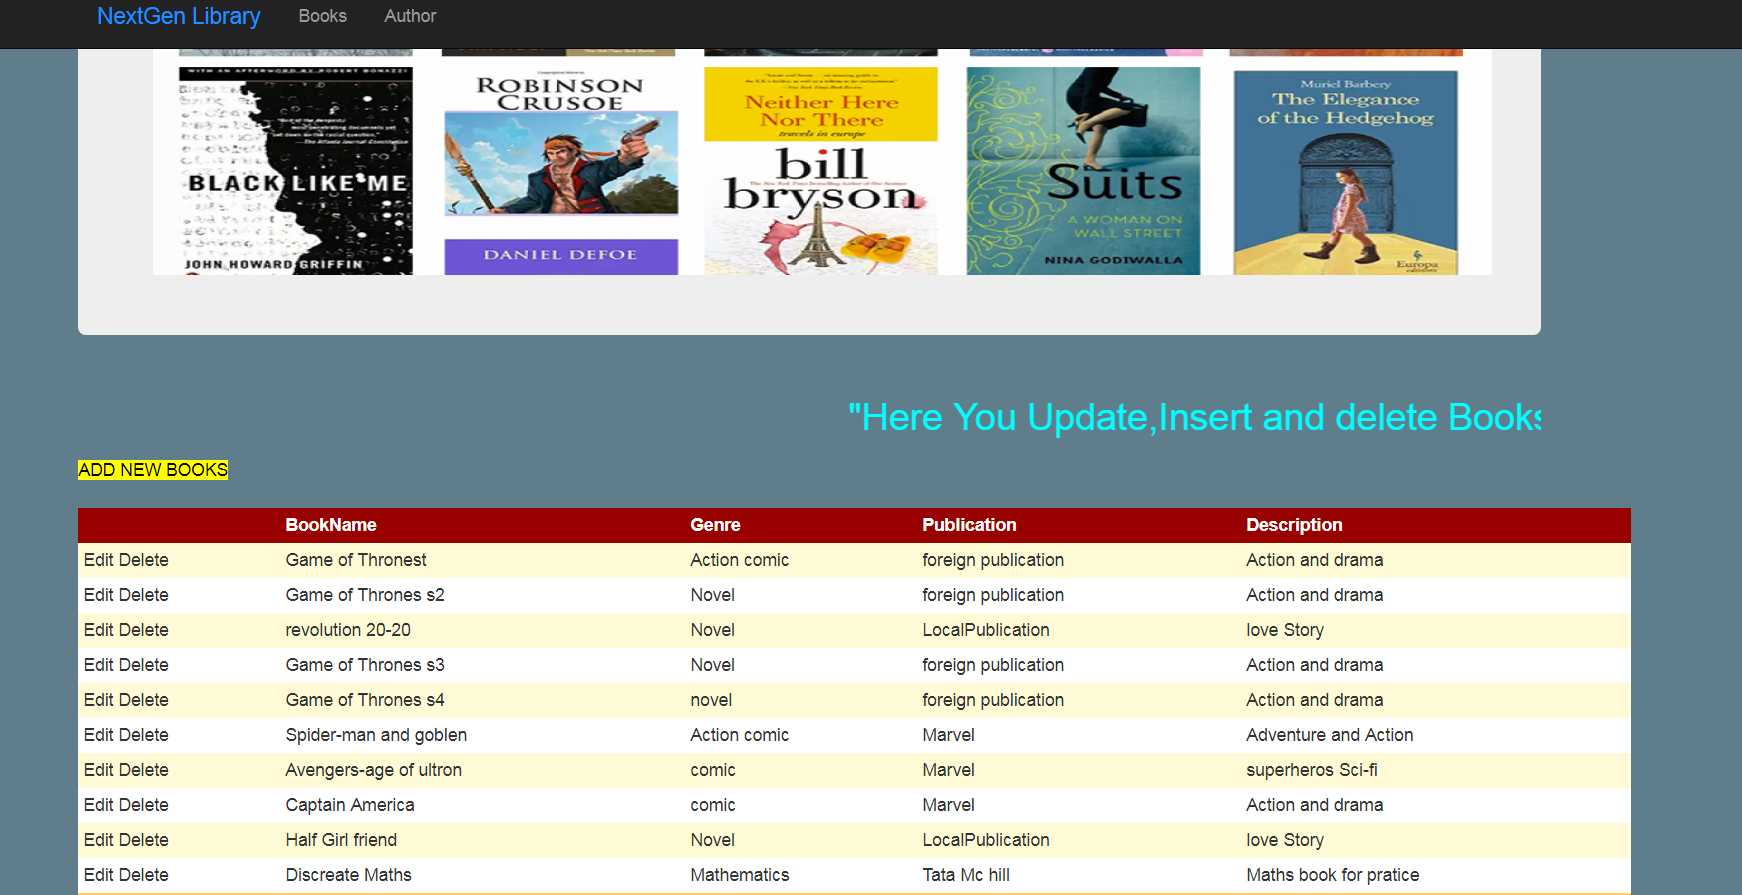 NextGen Library Books Author
WITH AN AFTERWORD BY ROBERT BONAZZI
BLACK LIKE ME
JOHN HOWARD GRIFFIN
ROBINSON
CRUSOE
DANIEL DEFOE
Neither Here
Nor There
travels in europe
bill
bryson
Suits
A WOMAN ON
WALL STREET
NINA GODIWALLA
Muriel Barbery
The Elegance
of the Hedgehog
Europa
editions
"Here You Update,Insert and delete Books
ADD NEW BOOKS
BookName Genre Publication Description
Edit Delete Game of Thronest Action comic foreign publication Action and drama
Edit Delete Game of Thrones s2 Novel foreign publication Action and drama
Edit Delete revolution 20-20 Novel LocalPublication love Story
Edit Delete Game of Thrones s3 Novel foreign publication Action and drama
Edit Delete Game of Thrones s4 novel foreign publication Action and drama
Edit Delete Spider-man and goblen Action comic Marvel Adventure and Action
Edit Delete Avengers-age of ultron comic Marvel superheros Sci-fi
Edit Delete Captain America comic Marvel Action and drama
Edit Delete Half Girl friend Novel LocalPublication love Story
Edit Delete Discreate Maths Mathematics Tata Mc hill Maths book for pratice